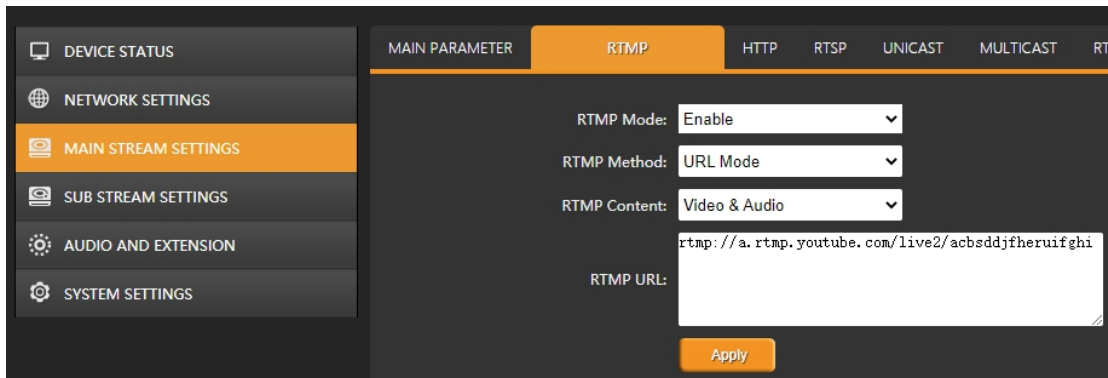 DEVICE STATUS
NETWORK SETTINGS
MAIN STREAM SETTINGS
SUB STREAM SETTINGS
AUDIO AND EXTENSION
SYSTEM SETTINGS
MAIN PARAMETER RTMP HTTP RTSP UNICAST MULTICAST RT
RTMP Mode: Enable
RTMP Method: URL Mode
RTMP Content: Video & Audio
RTMP URL: rtmp://a.rtmp.youtube.com/live2/acbsddjfheruifghi
Apply